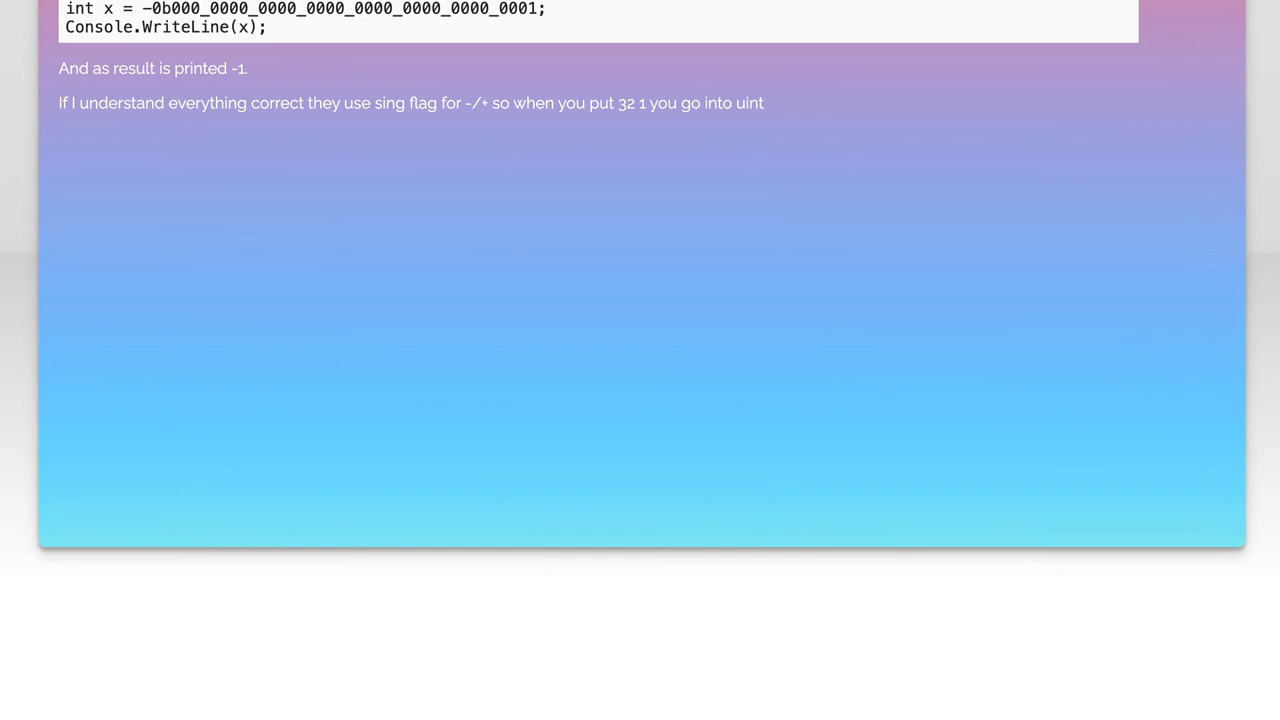 int x = -0b000_0000_0000_0000_0000_0000_0000_0001;
Console.WriteLine(x);
And as result is printed -1.
If I understand everything correct they use sing flag for -/+ so when you put 32 1 you go into uint